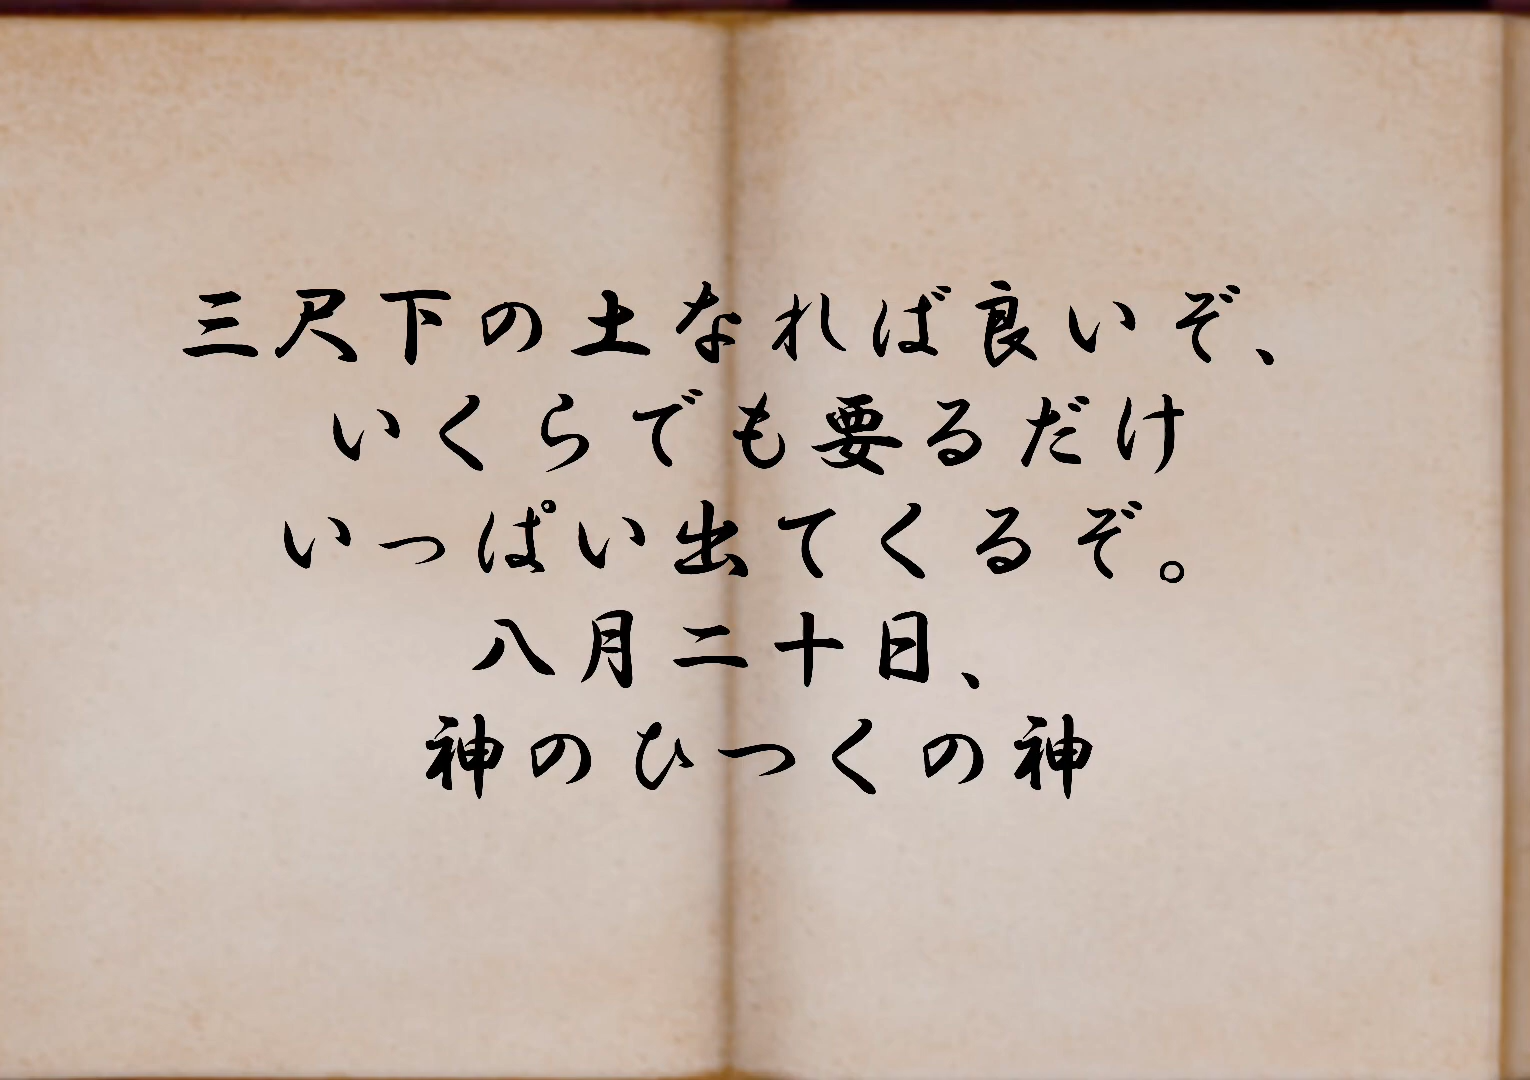 三尺下の土なれば良いぞ、
いくらでも要るだけ
いっぱい出てくるぞ。
八月二十日、
神のひつくの神